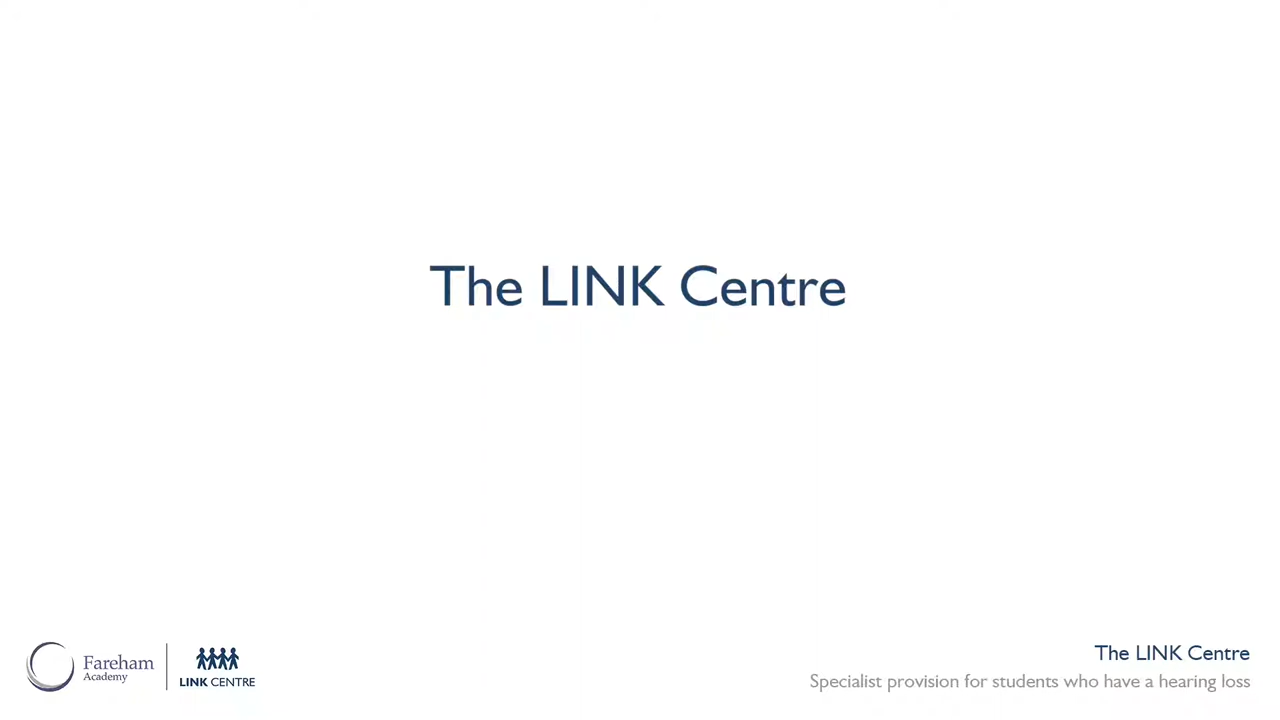 The LINK Centre
Fareham
Academy
LINK CENTRE
The LINK Centre
Specialist provision for students who have a hearing loss